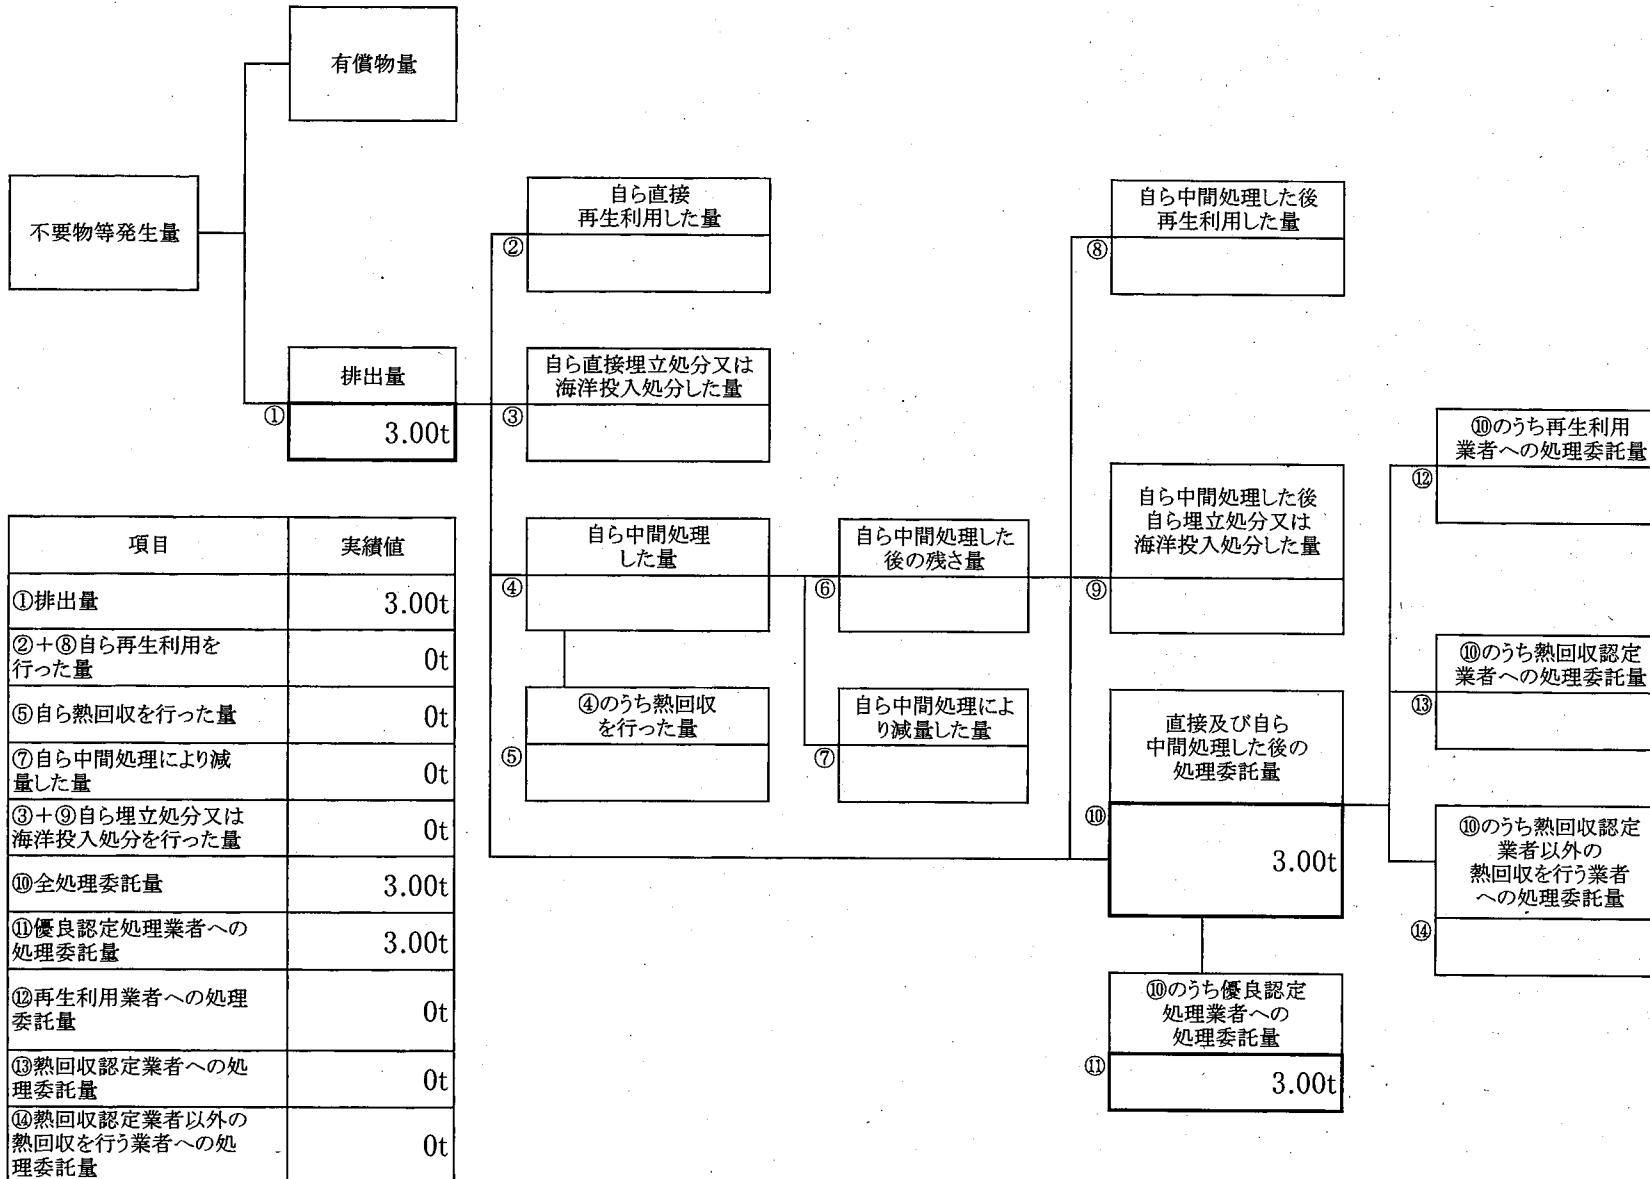 有償物量
不要物等発生量
自ら直接
再生利用した量
②
自ら中間処理した後
再生利用した量
⑧
排出量
①
3.00t
自ら直接埋立処分又は
海洋投入処分した量
③
⑩のうち再生利用
業者への処理委託量
⑫
自ら中間処理
した量
④
自ら中間処理した
後の残さ量
⑥
自ら中間処理した後
自ら埋立処分又は
海洋投入処分した量
⑨
④のうち熱回収
を行った量
⑤
自ら中間処理によ
り減量した量
⑦
直接及び自ら
中間処理した後の
処理委託量
⑩
3.00t
⑩のうち熱回収認定
業者への処理委託量
⑬
⑩のうち熱回収認定
業者以外の
熱回収を行う業者
への処理委託量
⑭
⑩のうち優良認定
処理業者への
処理委託量
⑪
3.00t
項目 実績値
①排出量 3.00t
②+⑧自ら再生利用を
行った量 0t
⑤自ら熱回収を行った量 0t
⑦自ら中間処理により減
量した量 0t
③+⑨自ら埋立処分又は
海洋投入処分を行った量 0t
⑩全処理委託量 3.00t
⑪優良認定処理業者への
処理委託量 3.00t
⑫再生利用業者への処理
委託量 0t
⑬熱回収認定業者への処
理委託量 0t
⑭熱回収認定業者以外の
熱回収を行う業者への処
理委託量 0t